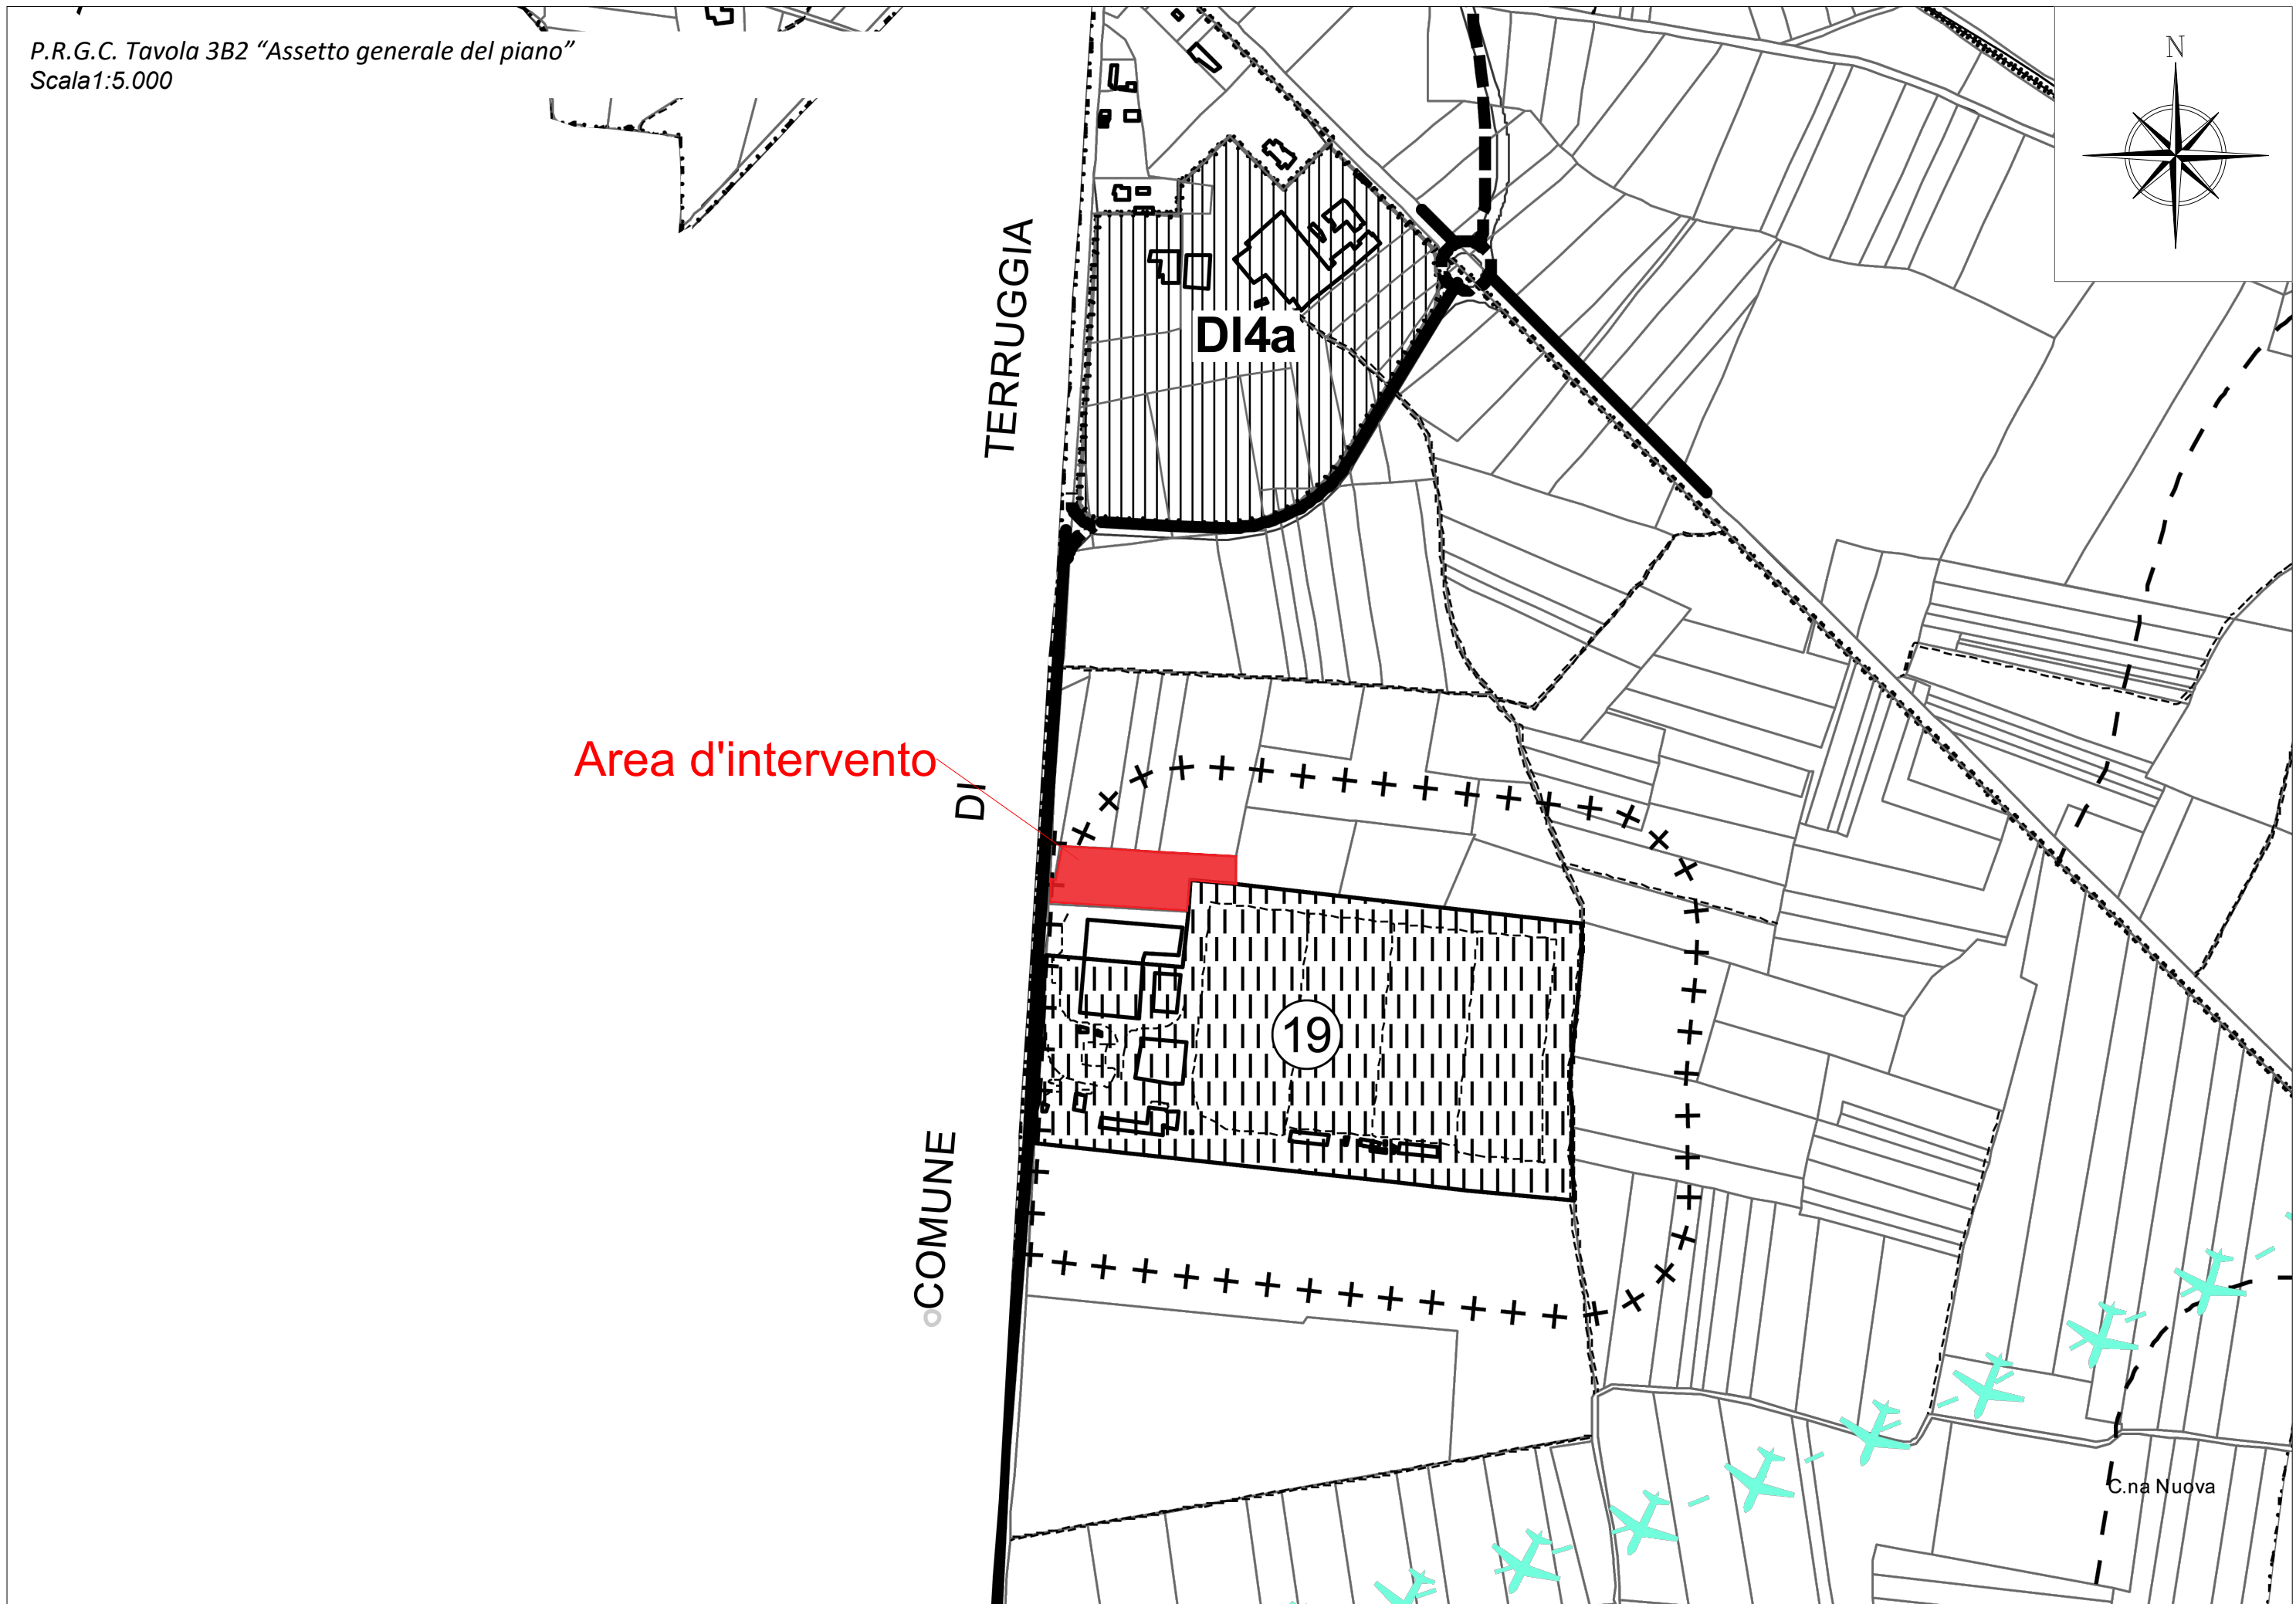 P.R.G.C. Tavola 3B2 “Assetto generale del piano”
Scala1:5.000
N
TERRUGGIA
DI4a
Area d'intervento
DI
19
COMUNE
C.na Nuova